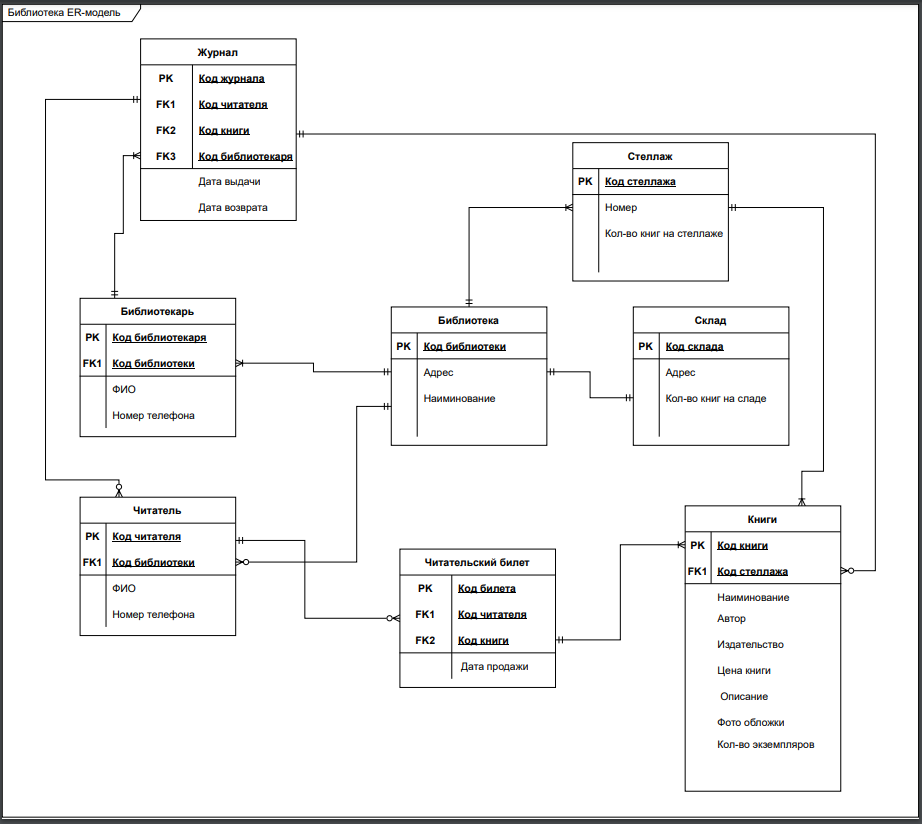 Библиотека ER-модель
Журнал
PK Код журнала
FK1 Код читателя
FK2 Код книги
FK3 Код библиотекаря
Дата выдачи
Дата возврата
Стеллаж
PK Код стеллажа
Номер
Кол-во книг на стеллаже
Библиотекарь
PK Код библиотекаря
FK1 Код библиотеки
ФИО
Номер телефона
Библиотека
PK Код библиотеки
Адрес
Наиминование
Склад
PK Код склада
Адрес
Кол-во книг на сладе
Читатель
PK Код читателя
FK1 Код библиотеки
ФИО
Номер телефона
Читательский билет
PK Код билета
FK1 Код читателя
FK2 Код книги
Дата продажи
Книги
PK Код книги
FK1 Код стеллажа
Наиминование
Автор
Издательство
Цена книги
Описание
Фото обложки
Кол-во экземпляров